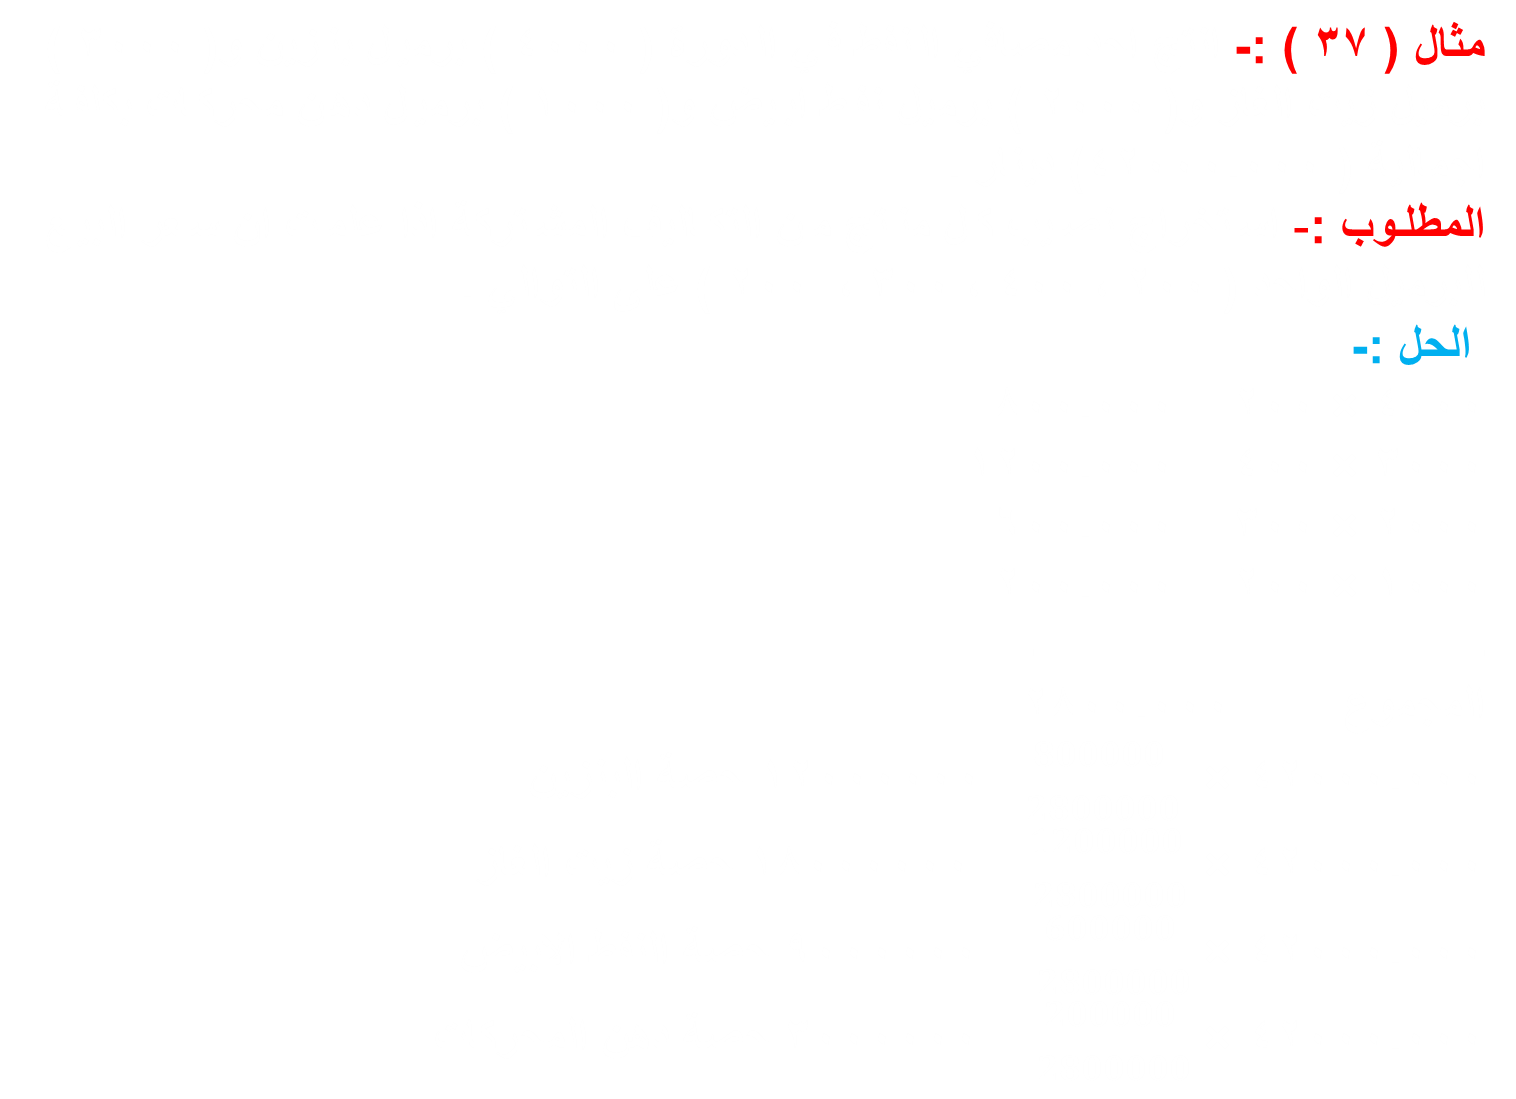 مثال ( ٣٧ ) :-
المطلوب :-
الحل :-